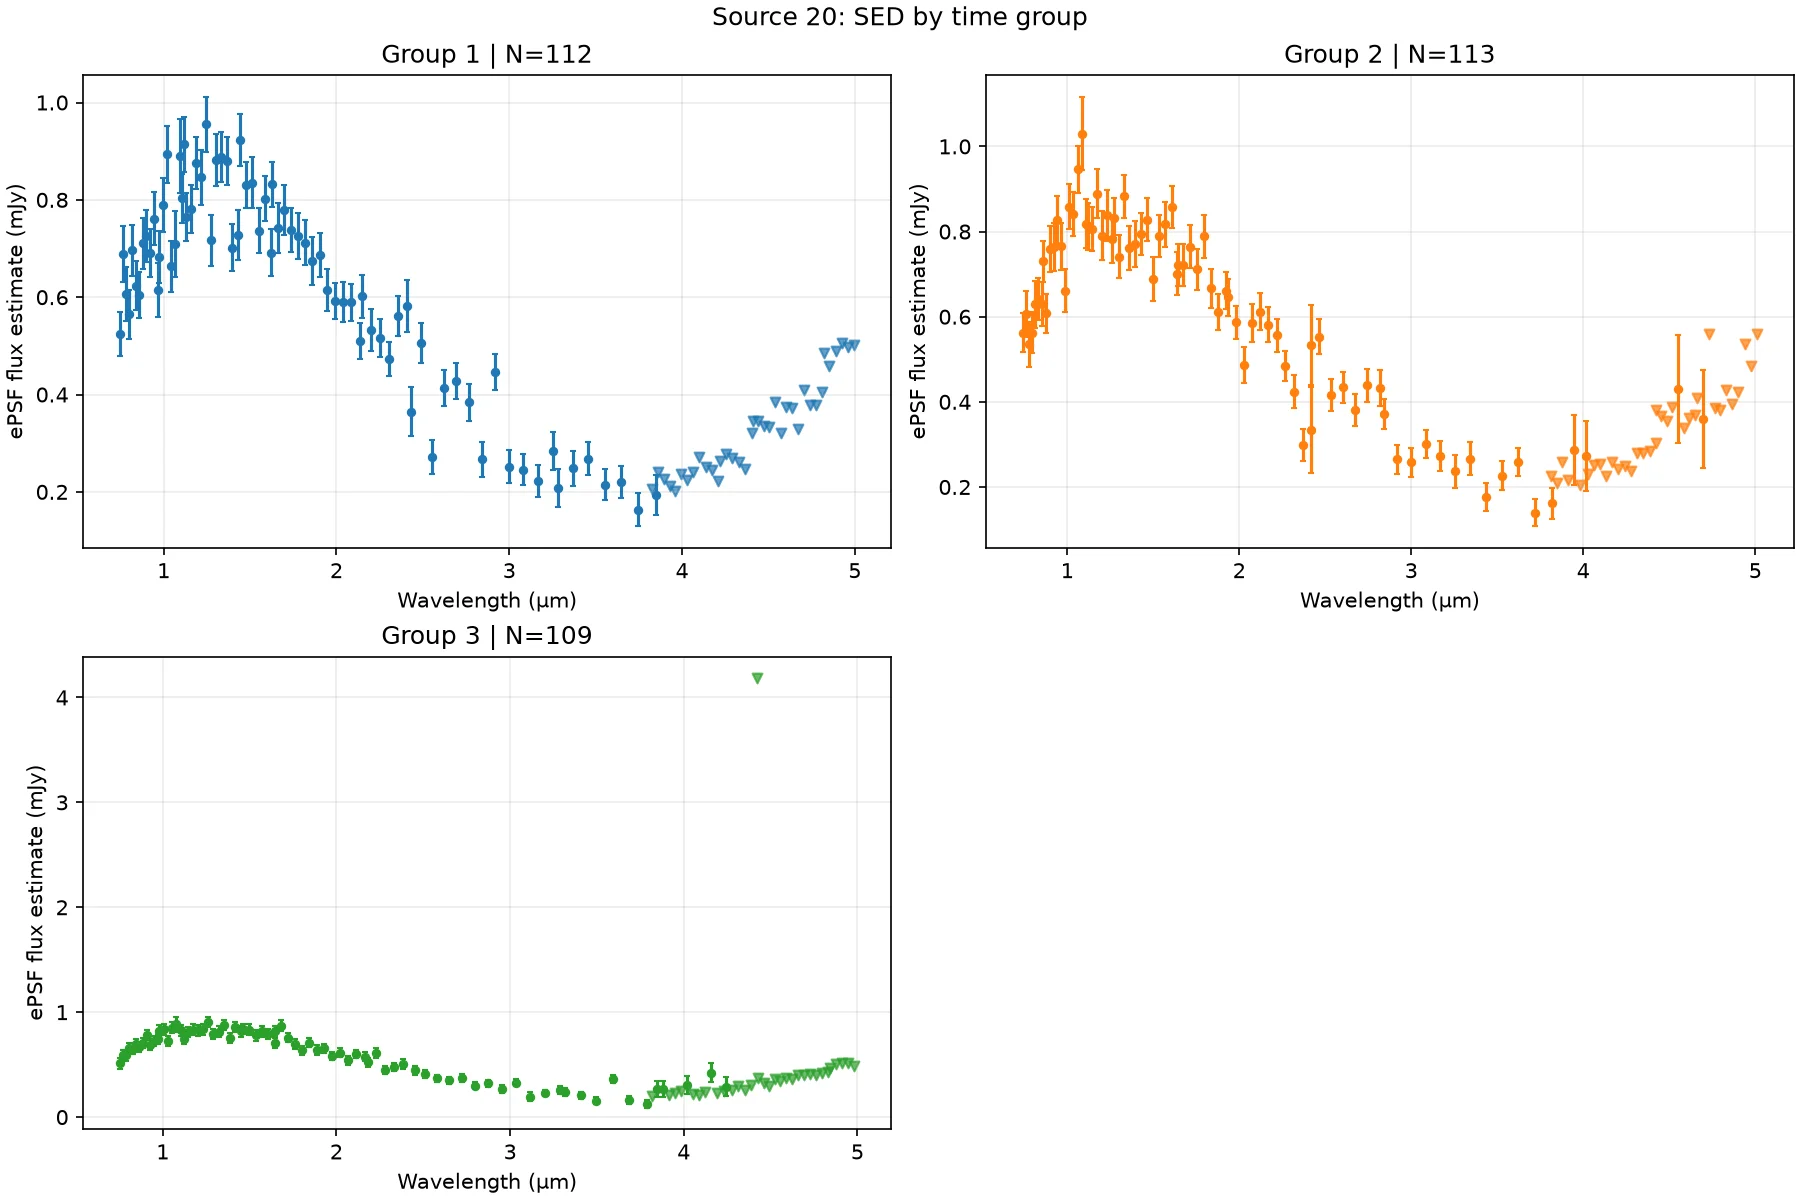 Source 20: SED by time group
Group 1 | N=112
ePSF flux estimate (mJy)
1.0
0.8
0.6
0.4
0.2
1 2 3 4 5
Wavelength (μm)
Group 2 | N=113
ePSF flux estimate (mJy)
1.0
0.8
0.6
0.4
0.2
1 2 3 4 5
Wavelength (μm)
Group 3 | N=109
ePSF flux estimate (mJy)
4
3
2
1
0
1 2 3 4 5
Wavelength (μm)